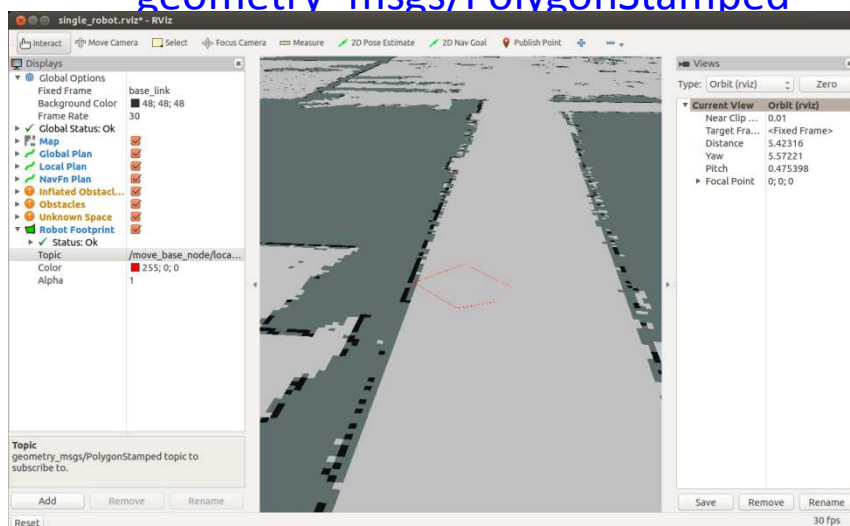 geometry_msgs/PolygonStamped
single_robot.rviz* - RViz
Interact Move Camera Select Focus Camera Measure 2D Pose Estimate 2D Nav Goal Publish Point
Displays
Global Options
Fixed Frame base_link
Background Color 48; 48; 48
Frame Rate 30
Global Status: Ok
Map
Global Plan
Local Plan
NavFn Plan
Inflated Obstacl...
Obstacles
Unknown Space
Robot Footprint
Status: Ok
Topic /move_base_node/loca...
Color 255; 0; 0
Alpha 1
Topic
geometry_msgs/PolygonStamped topic to
subscribe to.
Add Remove Rename
Reset
Views
Type: Orbit (rviz) Zero
Current View Orbit (rviz)
Near Clip ... 0.01
Target Fra... <Fixed Frame>
Distance 5.42316
Yaw 5.57221
Pitch 0.475398
Focal Point 0; 0; 0
Save Remove Rename
30 fps